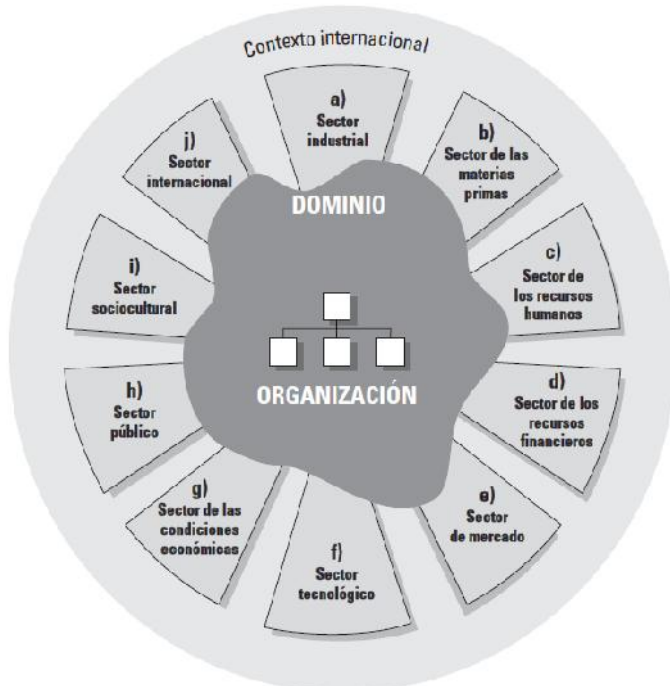 Contexto internacional
a)
Sector
industrial
b)
Sector de las
materias
primas
c)
Sector de
los recursos
humanos
d)
Sector de los
recursos
financieros
e)
Sector
de mercado
f)
Sector
tecnológico
g)
Sector de las
condiciones
económicas
h)
Sector
público
i)
Sector
sociocultural
j)
Sector
internacional
DOMINIO
ORGANIZACIÓN